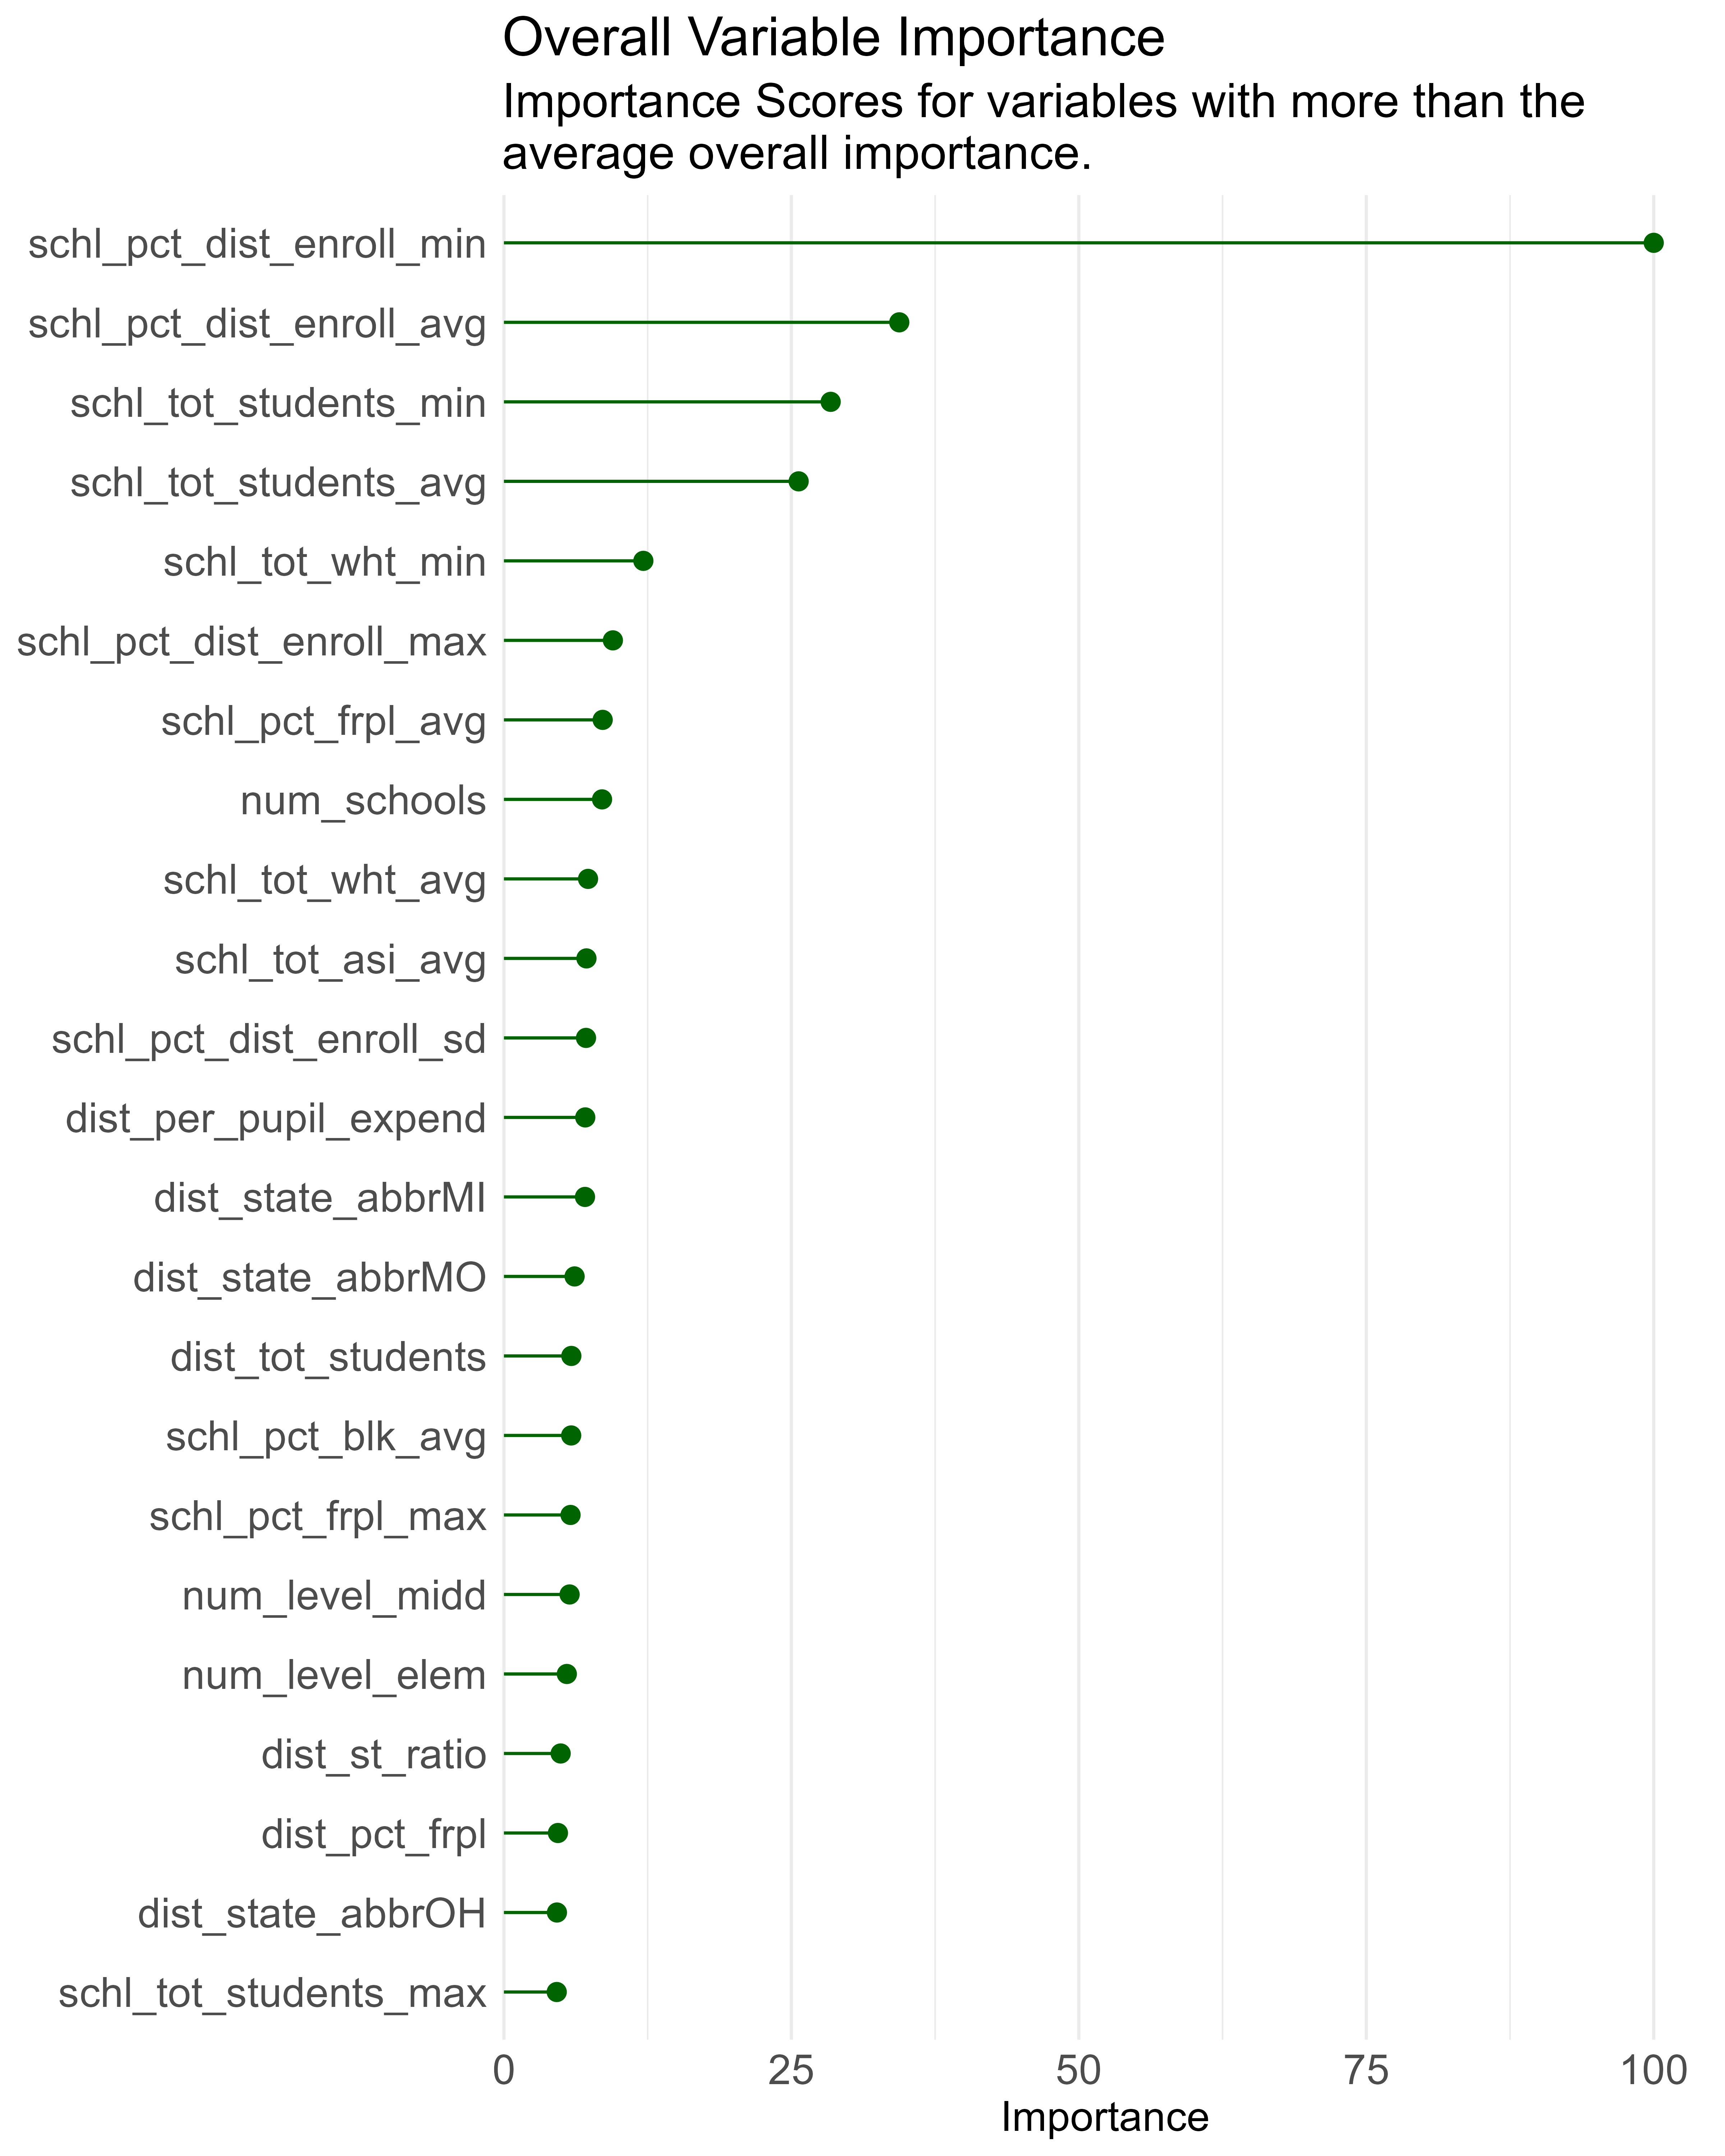 Overall Variable Importance
Importance Scores for variables with more than the
average overall importance.
schl_pct_dist_enroll_min
schl_pct_dist_enroll_avg
schl_tot_students_min
schl_tot_students_avg
schl_tot_wht_min
schl_pct_dist_enroll_max
schl_pct_frpl_avg
num_schools
schl_tot_wht_avg
schl_tot_asi_avg
schl_pct_dist_enroll_sd
dist_per_pupil_expend
dist_state_abbrMI
dist_state_abbrMO
dist_tot_students
schl_pct_blk_avg
schl_pct_frpl_max
num_level_midd
num_level_elem
dist_st_ratio
dist_pct_frpl
dist_state_abbrOH
schl_tot_students_max
0 25 50 75 100
Importance